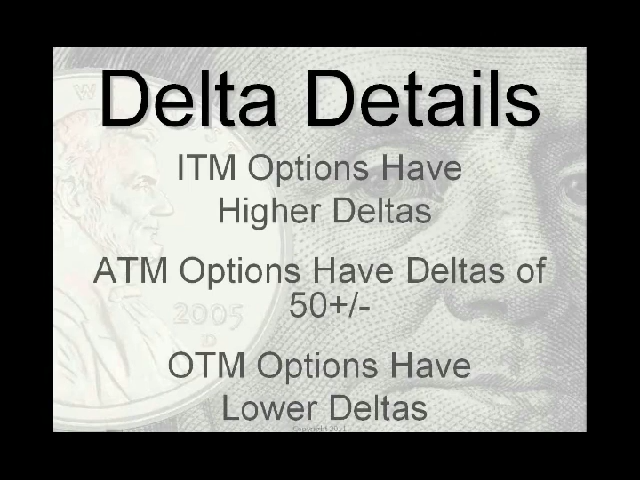 Delta Details
ITM Options Have
Higher Deltas
ATM Options Have Deltas of
50+/-
OTM Options Have
Lower Deltas
W
2005
D